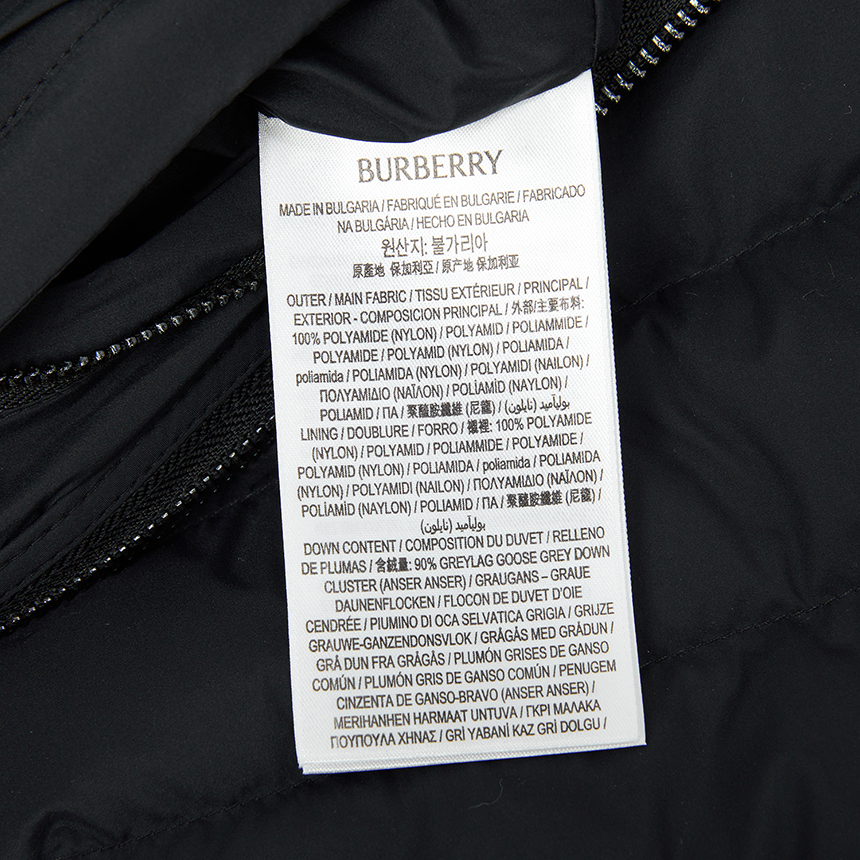 BURBERRY
MADE IN BULGARIA / FABRIQUÉ EN BULGARIE / FABRICADO
NA BULGÁRIA / HECHO EN BULGARIA
원산지: 불가리아
原產地 保加利亞 / 原产地 保加利亚
OUTER / MAIN FABRIC / TISSU EXTÉRIEUR / PRINCIPAL /
EXTERIOR - COMPOSICION PRINCIPAL / 外部/主要布料:
100% POLYAMIDE (NYLON) / POLYAMID / POLIAMMIDE /
POLYAMIDE / POLYAMID (NYLON) / POLIAMIDA /
poliamida / POLIAMIDA (NYLON) / POLYAMIDI (NAILON) /
ΠΟΛΥΑΜΙΔΙΟ (ΝΑΪΛΟΝ) / POLİAMİD (NAYLON) /
POLIAMID / ПА / 聚醯胺纖維 (尼龍) / بوليآميد (نايلون)
LINING / DOUBLURE / FORRO / 襯裡: 100% POLYAMIDE
(NYLON) / POLYAMID / POLIAMMIDE / POLYAMIDE /
POLYAMID (NYLON) / POLIAMIDA / poliamida / POLIAMIDA
(NYLON) / POLYAMIDI (NAILON) / ΠΟΛΥΑΜΙΔΙΟ (ΝΑΪΛΟΝ) /
POLİAMİD (NAYLON) / POLIAMID / ПА / 聚醯胺纖維 (尼龍) /
بوليآميد (نايلون)
DOWN CONTENT / COMPOSITION DU DUVET / RELLENO
DE PLUMAS / 含絨量: 90% GREYLAG GOOSE GREY DOWN
CLUSTER (ANSER ANSER) / GRAUGANS – GRAUE
DAUNENFLOCKEN / FLOCON DE DUVET D'OIE
CENDRÉE / PIUMINO DI OCA SELVATICA GRIGIA / GRIJZE
GRAUWE-GANZENDONSVLOK / GRÅGÅS MED GRÅDUN /
GRÅ DUN FRA GRÅGÅS / PLUMÓN GRISES DE GANSO
COMÚN / PLUMÓN GRIS DE GANSO COMÚN / PENUGEM
CINZENTA DE GANSO-BRAVO (ANSER ANSER) /
MERIHANHEN HARMAAT UNTUVA / ΓΚΡΙ ΜΑΛΑΚΑ
ΠΟΥΠΟΥΛΑ ΧΗΝΑΣ / GRİ YABANİ KAZ GRİ DOLGU /